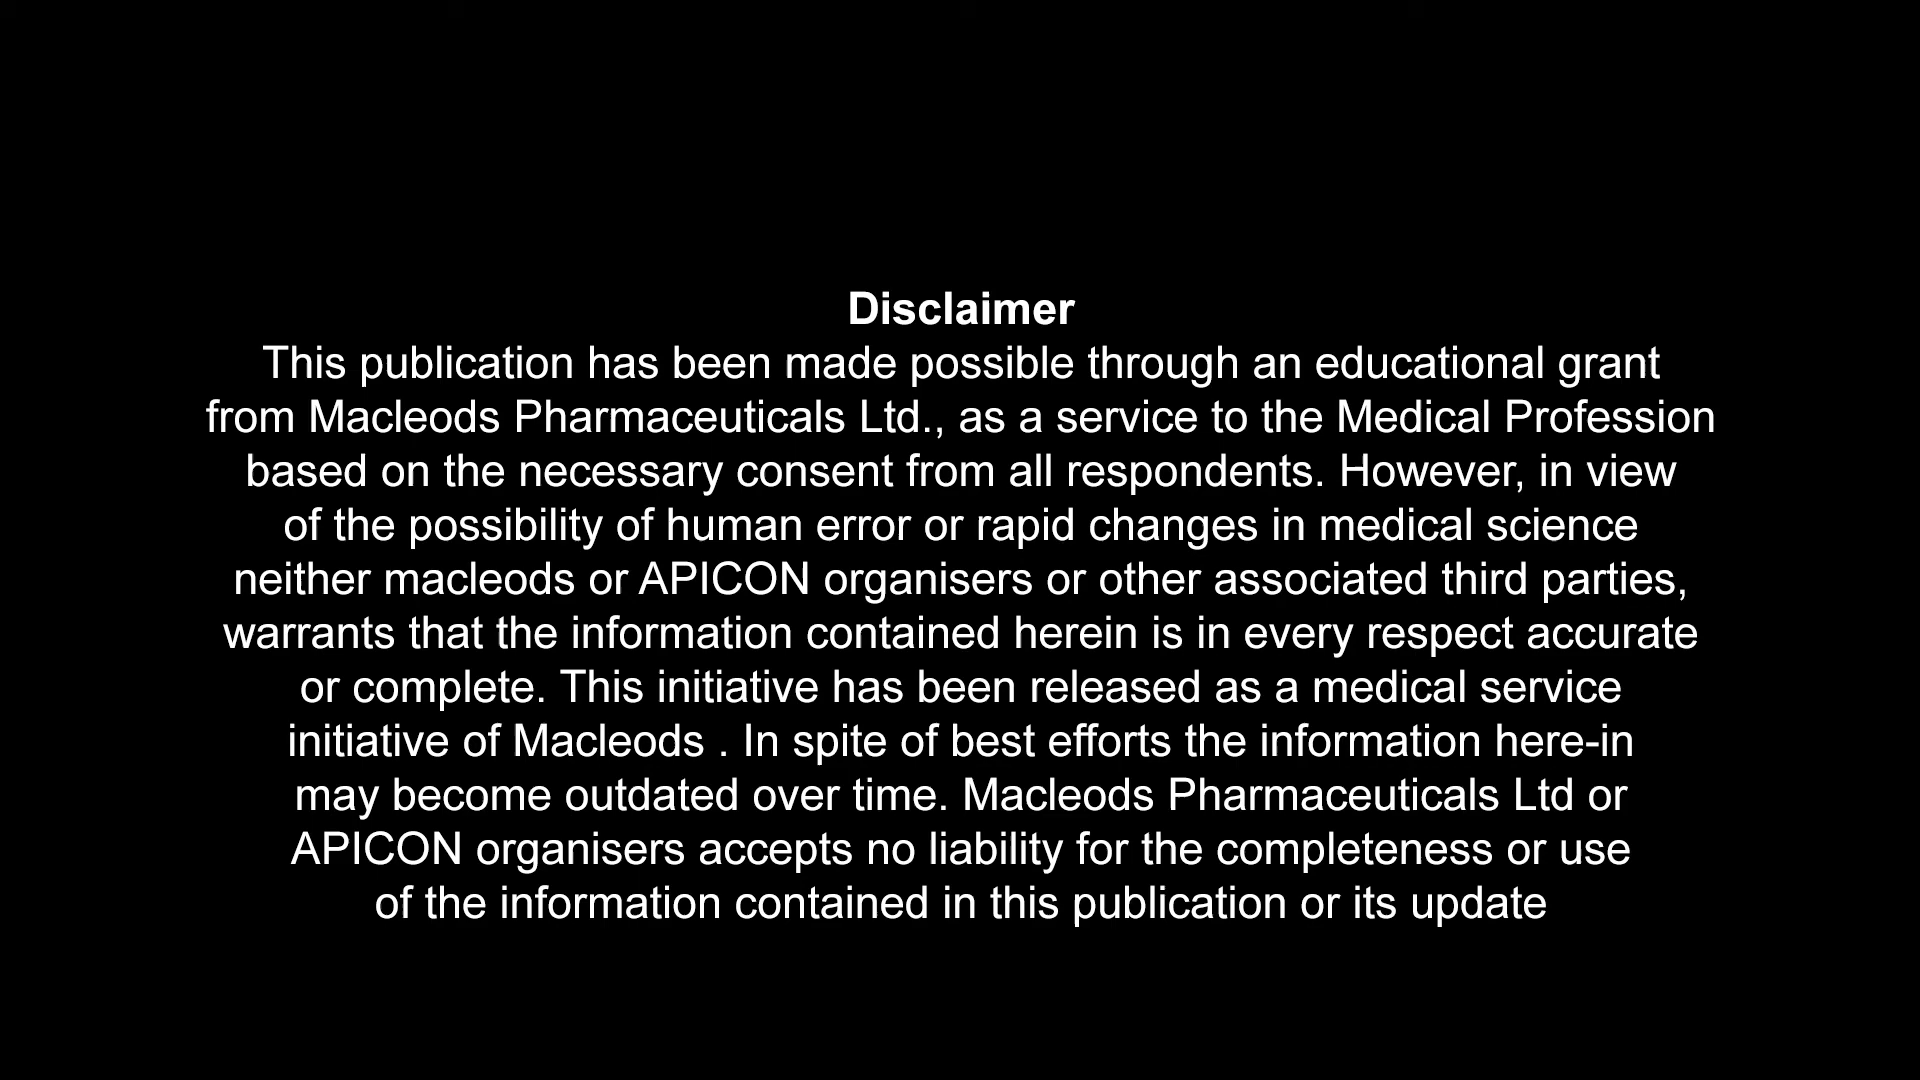 Disclaimer
This publication has been made possible through an educational grant
from Macleods Pharmaceuticals Ltd., as a service to the Medical Profession
based on the necessary consent from all respondents. However, in view
of the possibility of human error or rapid changes in medical science
neither macleods or APICON organisers or other associated third parties,
warrants that the information contained herein is in every respect accurate
or complete. This initiative has been released as a medical service
initiative of Macleods . In spite of best efforts the information here-in
may become outdated over time. Macleods Pharmaceuticals Ltd or
APICON organisers accepts no liability for the completeness or use
of the information contained in this publication or its update